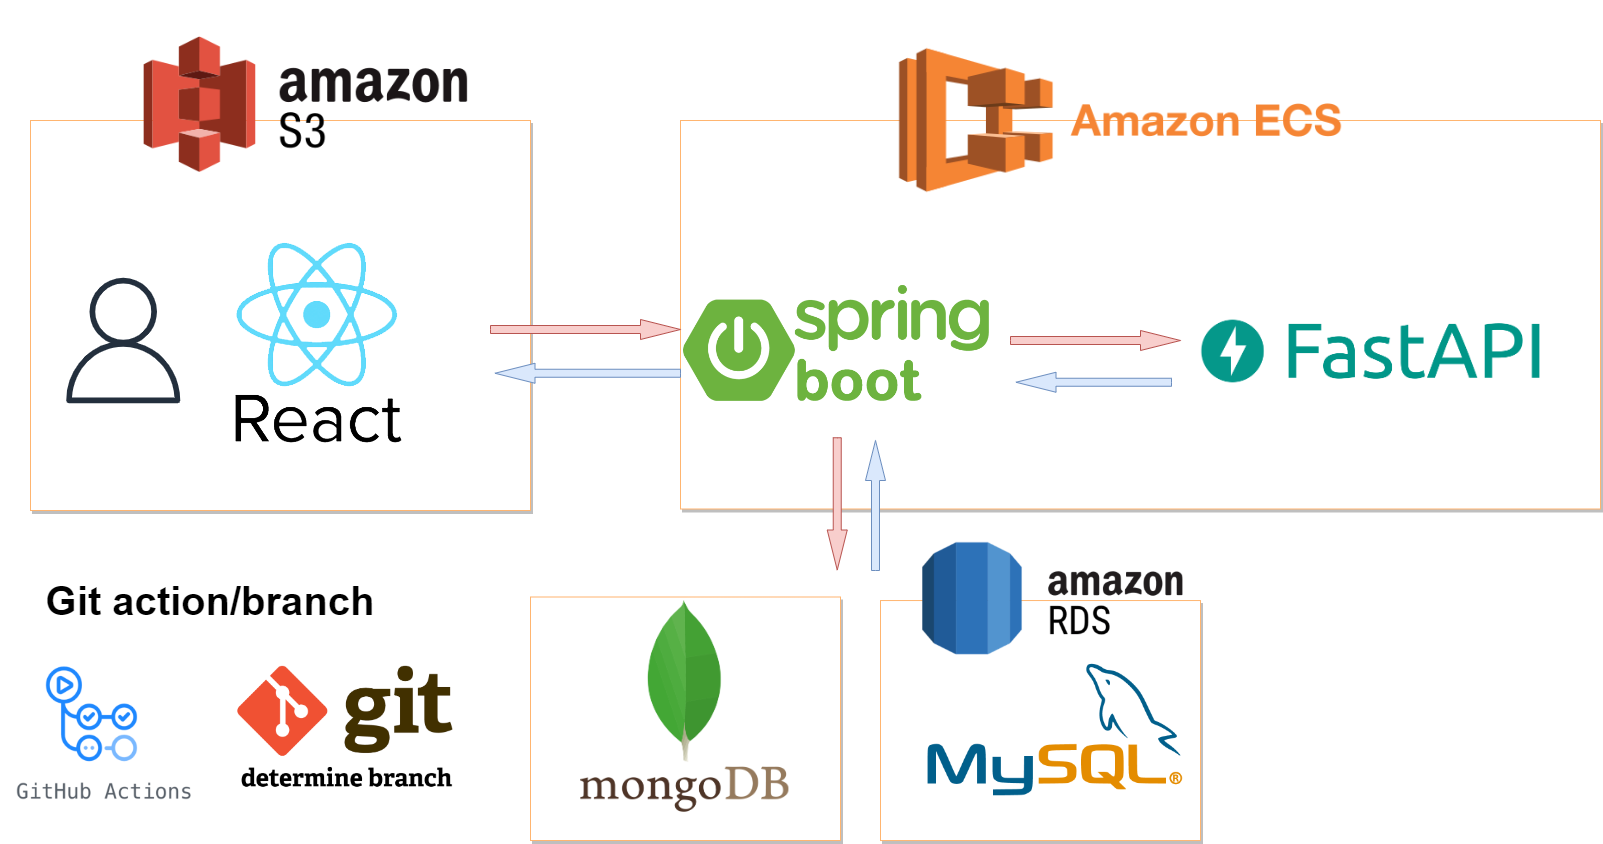 amazon
S3
Amazon ECS
React
spring
boot
FastAPI
Git action/branch
GitHub Actions
git
determine branch
mongoDB
amazon
RDS
MySQL®